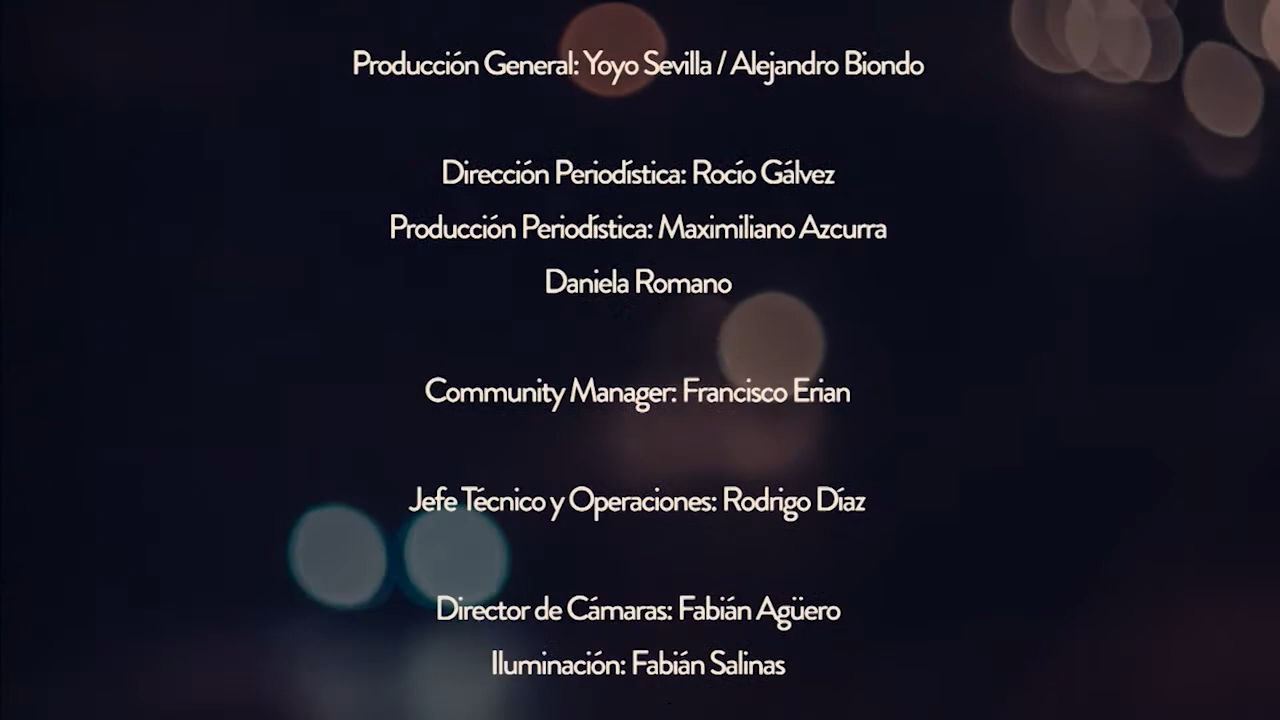 Producción General: Yoyo Sevilla / Alejandro Biondo
Dirección Periodística: Rocío Gálvez
Producción Periodística: Maximiliano Azcurra
Daniela Romano
Community Manager: Francisco Erian
Jefe Técnico y Operaciones: Rodrigo Díaz
Director de Cámaras: Fabián Agüero
Iluminación: Fabián Salinas